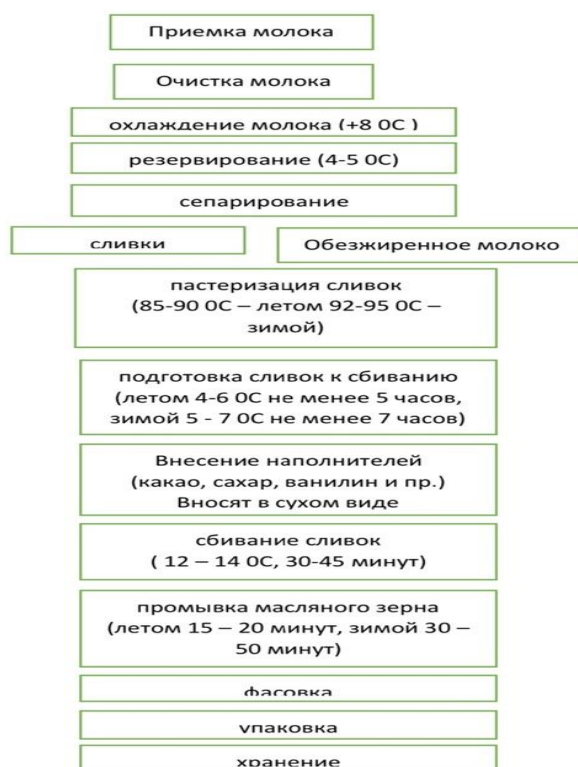 Приемка молока
Очистка молока
охлаждение молока (+8 0С )
резервирование (4-5 0С)
сепарирование
сливки
Обезжиренное молоко
пастеризация сливок
(85-90 0С – летом 92-95 0С –
зимой)
подготовка сливок к сбиванию
(летом 4-6 0С не менее 5 часов,
зимой 5 - 7 0С не менее 7 часов)
Внесение наполнителей
(какао, сахар, ванилин и пр.)
Вносят в сухом виде
сбивание сливок
( 12 – 14 0С, 30-45 минут)
промывка масляного зерна
(летом 15 – 20 минут, зимой 30 –
50 минут)
фасовка
упаковка
хранение